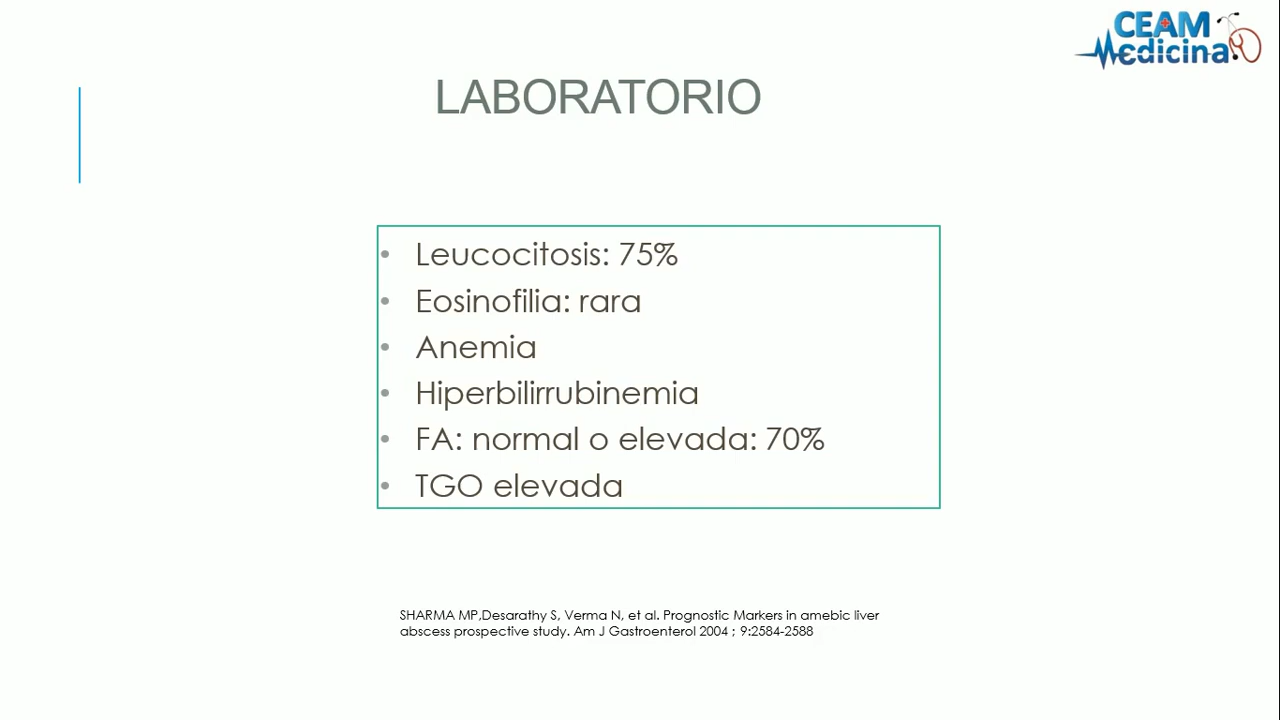 CEAM
Medicina
LABORATORIO
• Leucocitosis: 75%
• Eosinofilia: rara
• Anemia
• Hiperbilirrubinemia
• FA: normal o elevada: 70%
• TGO elevada
SHARMA MP,Desarathy S, Verma N, et al. Prognostic Markers in amebic liver
abscess prospective study. Am J Gastroenterol 2004 ; 9:2584-2588